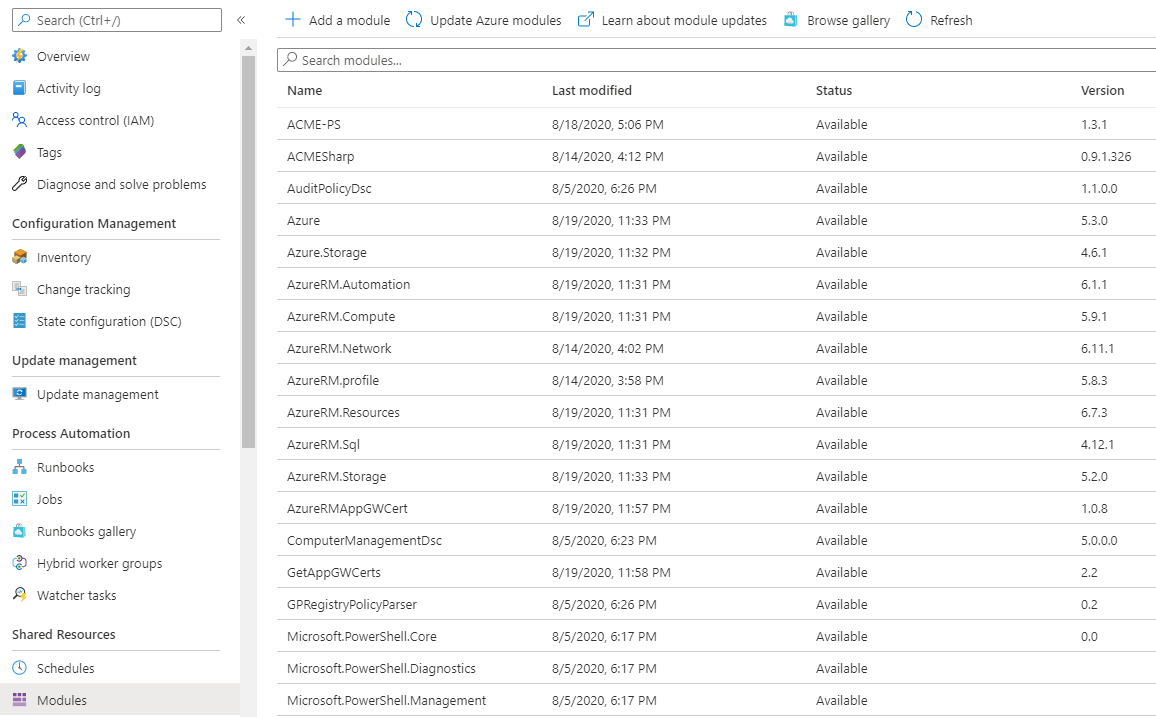 Search (Ctrl+/)
«
Overview
Activity log
Access control (IAM)
Tags
Diagnose and solve problems
Configuration Management
Inventory
Change tracking
State configuration (DSC)
Update management
Update management
Process Automation
Runbooks
Jobs
Runbooks gallery
Hybrid worker groups
Watcher tasks
Shared Resources
Schedules
Modules
Add a module Update Azure modules Learn about module updates Browse gallery Refresh
Search modules...
Name Last modified Status Version
ACME-PS 8/18/2020, 5:06 PM Available 1.3.1
ACMESharp 8/14/2020, 4:12 PM Available 0.9.1.326
AuditPolicyDsc 8/5/2020, 6:26 PM Available 1.1.0.0
Azure 8/19/2020, 11:33 PM Available 5.3.0
Azure.Storage 8/19/2020, 11:32 PM Available 4.6.1
AzureRM.Automation 8/19/2020, 11:31 PM Available 6.1.1
AzureRM.Compute 8/19/2020, 11:31 PM Available 5.9.1
AzureRM.Network 8/14/2020, 4:02 PM Available 6.11.1
AzureRM.profile 8/14/2020, 3:58 PM Available 5.8.3
AzureRM.Resources 8/19/2020, 11:31 PM Available 6.7.3
AzureRM.Sql 8/19/2020, 11:31 PM Available 4.12.1
AzureRM.Storage 8/19/2020, 11:33 PM Available 5.2.0
AzureRMAppGWCert 8/19/2020, 11:57 PM Available 1.0.8
ComputerManagementDsc 8/5/2020, 6:23 PM Available 5.0.0.0
GetAppGWCerts 8/19/2020, 11:58 PM Available 2.2
GPRegistryPolicyParser 8/5/2020, 6:26 PM Available 0.2
Microsoft.PowerShell.Core 8/5/2020, 6:17 PM Available 0.0
Microsoft.PowerShell.Diagnostics 8/5/2020, 6:17 PM Available
Microsoft.PowerShell.Management 8/5/2020, 6:17 PM Available